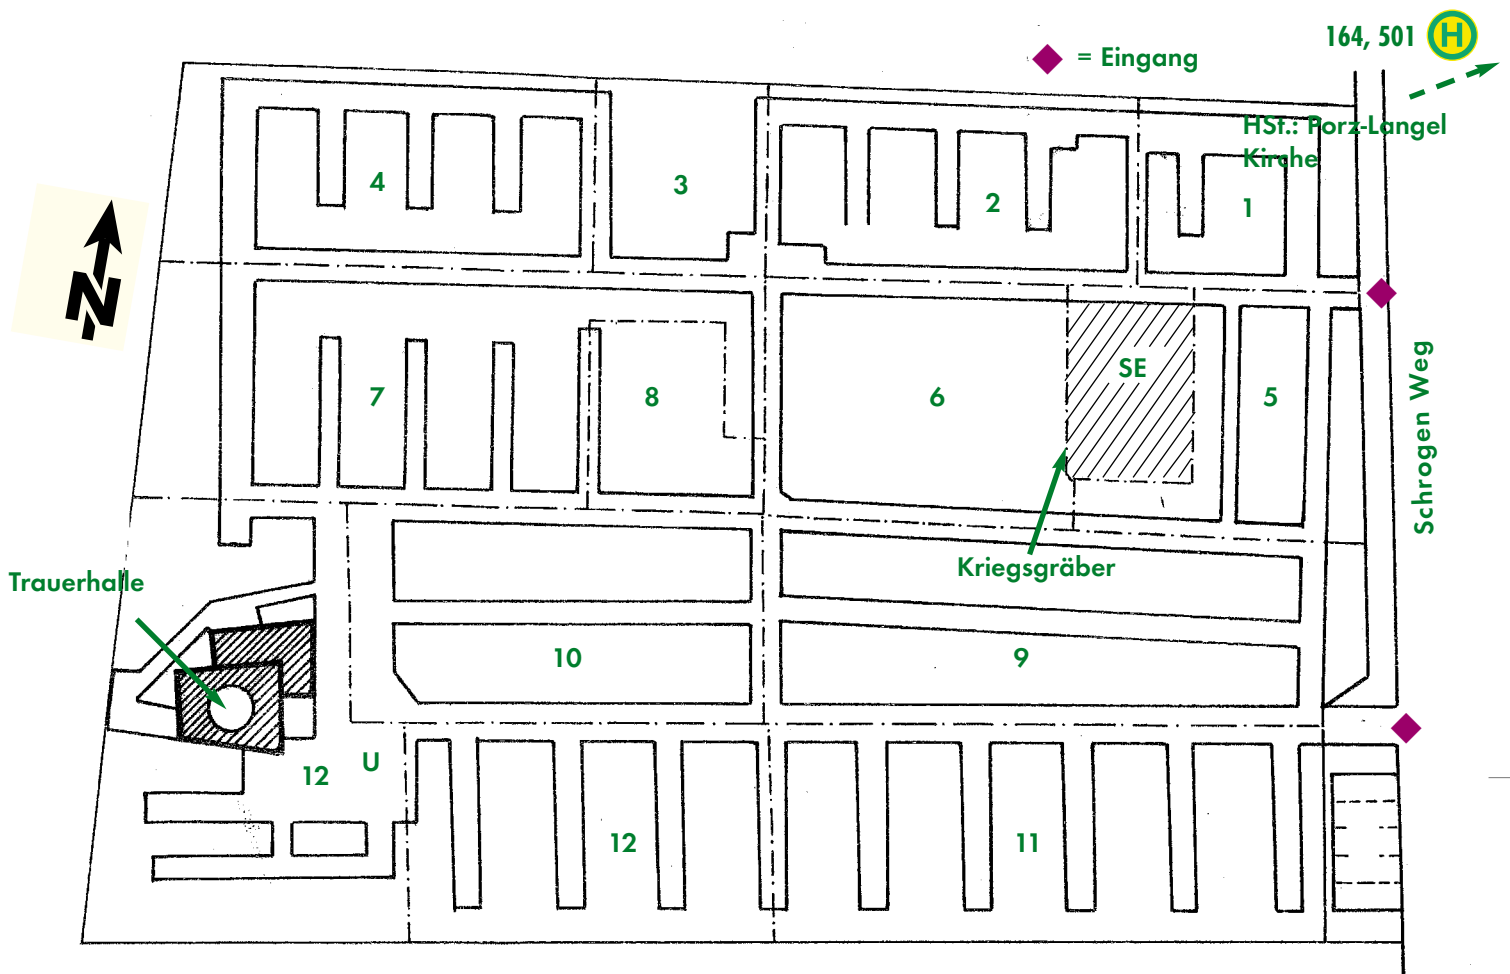 164, 501 H
= Eingang
HSt.: Porz-Langel
Kirche
4
3
2
1
N
SE
7
8
6
5
Schrogen Weg
Kriegsgräber
Trauerhalle
10
9
U
12
12
11